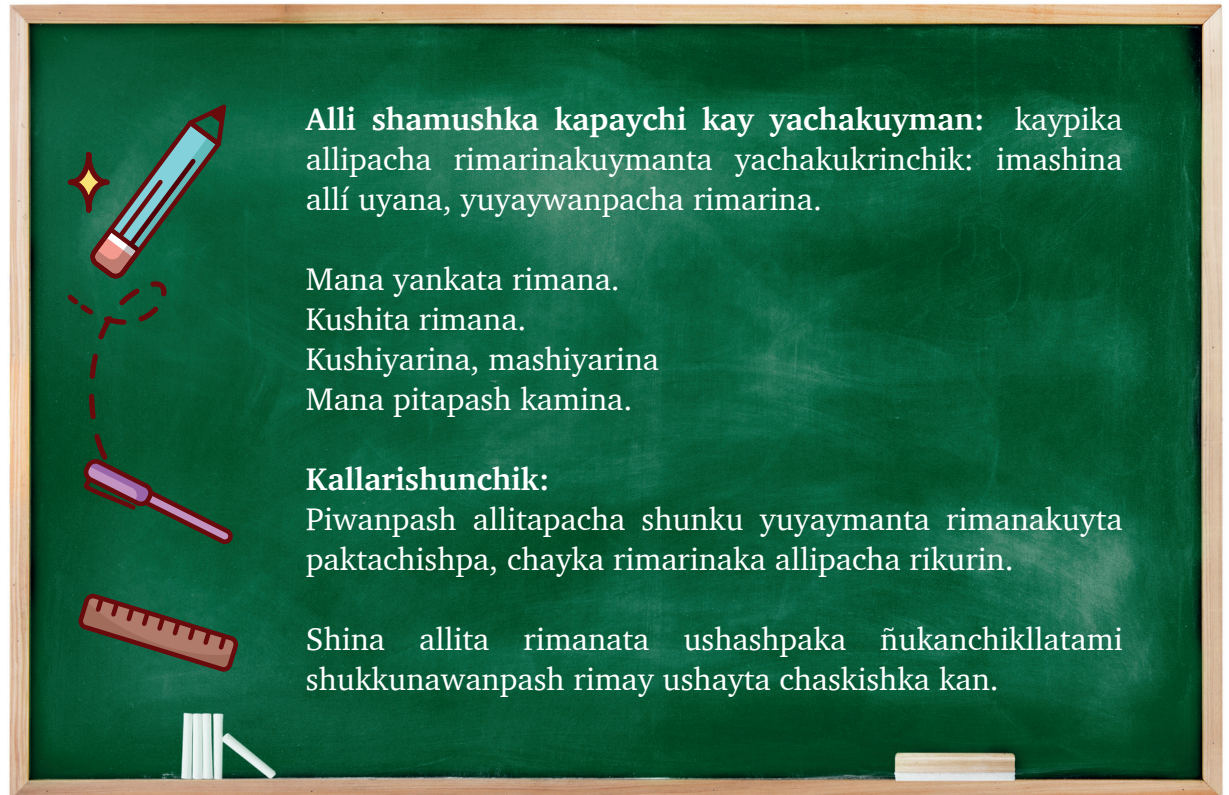 Alli shamushka kapaychi kay yachakuyman: kaypika
allipacha rimarinakuymanta yachakukrinchik: imashina
allí uyana, yuyaywanpacha rimarina.
Mana yankata rimana.
Kushita rimana.
Kushiyarina, mashiyarina
Mana pitapash kamina.
Kallarishunchik:
Piwanpash allitapacha shunku yuyaymanta rimanakuyta
paktachishpa, chayka rimarinaka allipacha rikurin.
Shina allita rimanata ushashpaka ñukanchikllatami
shukkunawanpash rimay ushayta chaskishka kan.